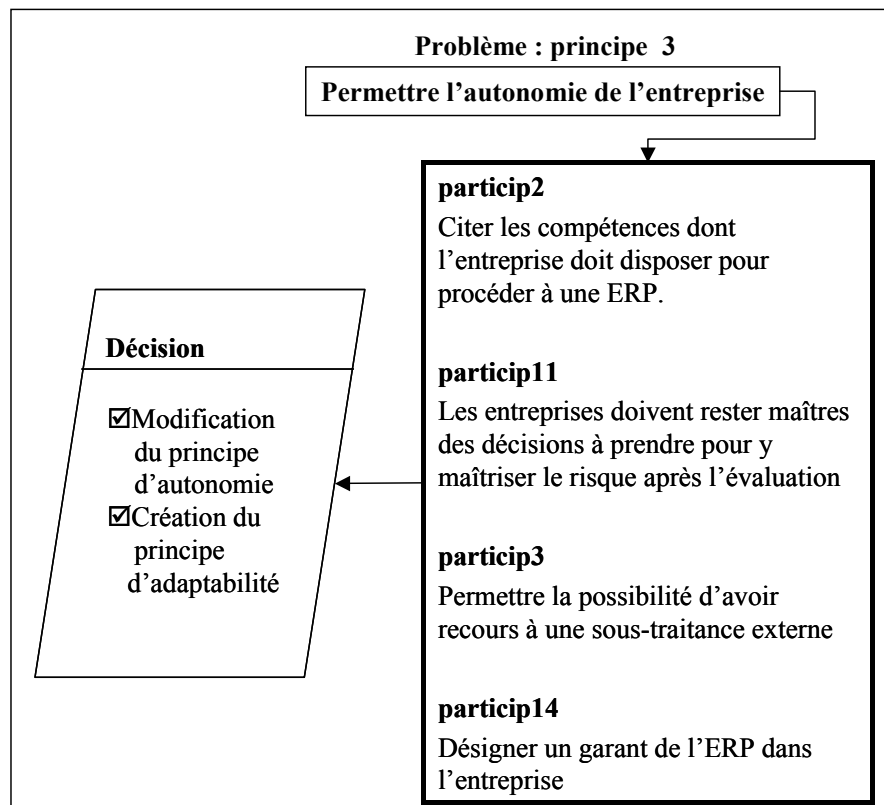 Problème : principe 3
Permettre l’autonomie de l’entreprise
particip2
Citer les compétences dont
l’entreprise doit disposer pour
procéder à une ERP.
particip11
Les entreprises doivent rester maîtres
des décisions à prendre pour y
maîtriser le risque après l’évaluation
particip3
Permettre la possibilité d’avoir
recours à une sous-traitance externe
particip14
Désigner un garant de l’ERP dans
l’entreprise
Décision
☑Modification
du principe
d’autonomie
☑Création du
principe
d’adaptabilité